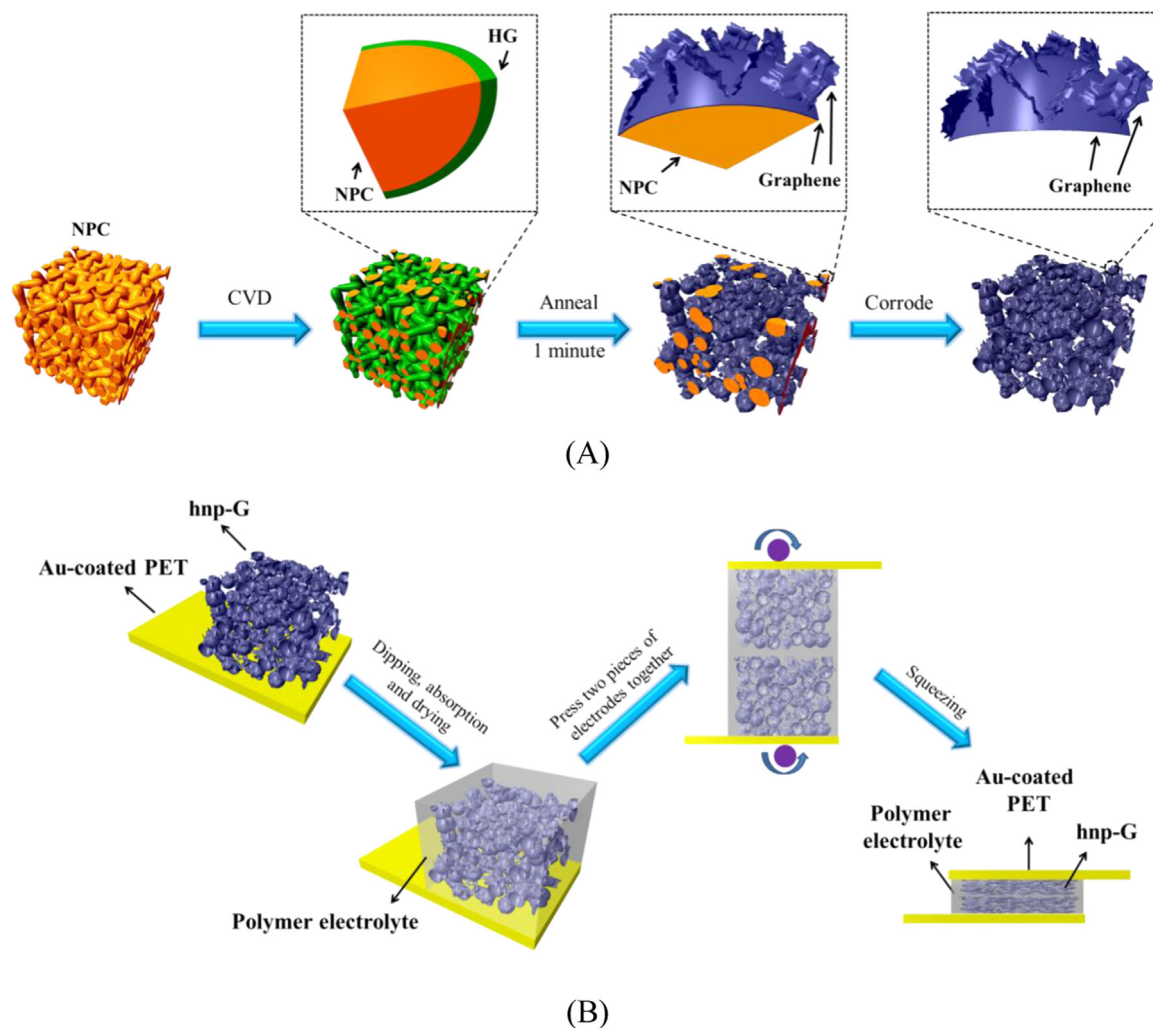 HG
NPC
NPC
Graphene
Graphene
NPC
CVD
Anneal
1 minute
Corrode
(A)
hnp-G
Au-coated PET
Dipping, absorption
and drying
Polymer electrolyte
Press two pieces of
electrodes together
Squeezing
Au-coated
PET
Polymer
electrolyte
hnp-G
(B)